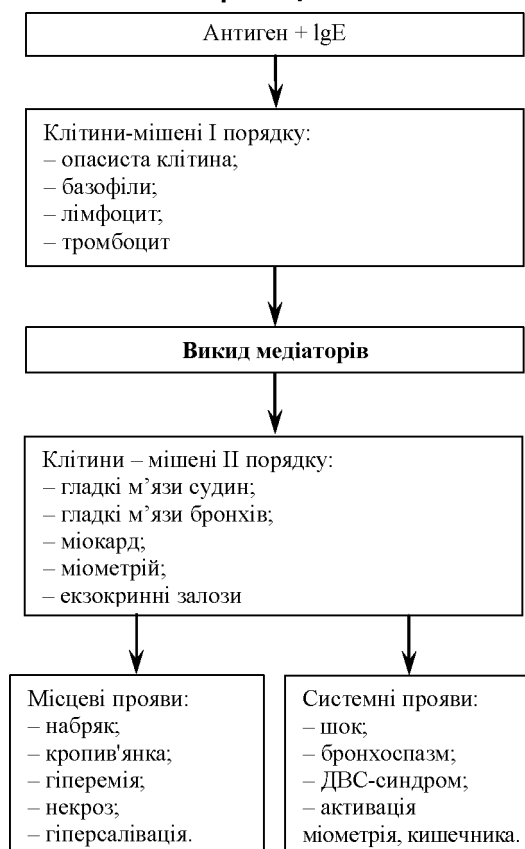 Антиген + IgE
Клітини-мішені I порядку:
– опасиста клітина;
– базофіли;
– лімфоцит;
– тромбоцит
Викид медіаторів
Клітини – мішені II порядку:
– гладкі м’язи судин;
– гладкі м’язи бронхів;
– міокард;
– міометрій;
– екзокринні залози
Місцеві прояви:
– набряк;
– кропив'янка;
– гіперемія;
– некроз;
– гіперсалівація.
Системні прояви:
– шок;
– бронхоспазм;
– ДВС-синдром;
– активація
міометрія, кишечника.